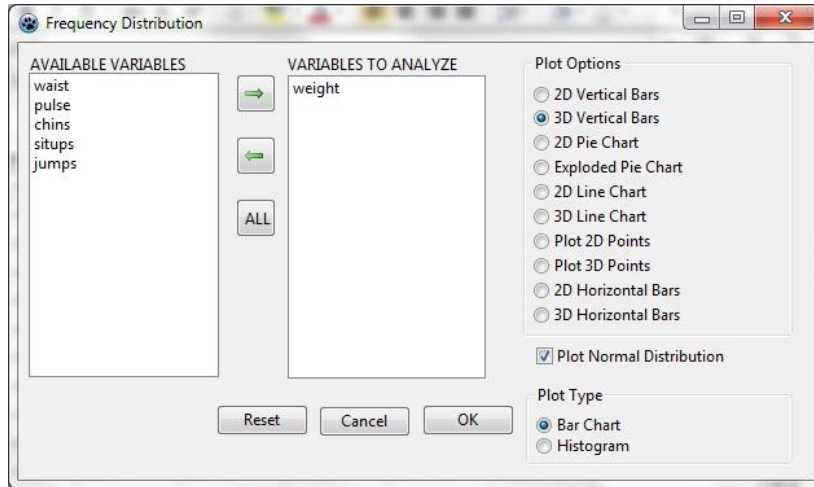 Frequency Distribution
AVAILABLE VARIABLES
waist
pulse
chins
situps
jumps
ALL
VARIABLES TO ANALYZE
weight
Reset
Cancel
OK
Plot Options
2D Vertical Bars
3D Vertical Bars
2D Pie Chart
Exploded Pie Chart
2D Line Chart
3D Line Chart
Plot 2D Points
Plot 3D Points
2D Horizontal Bars
3D Horizontal Bars
Plot Normal Distribution
Plot Type
Bar Chart
Histogram